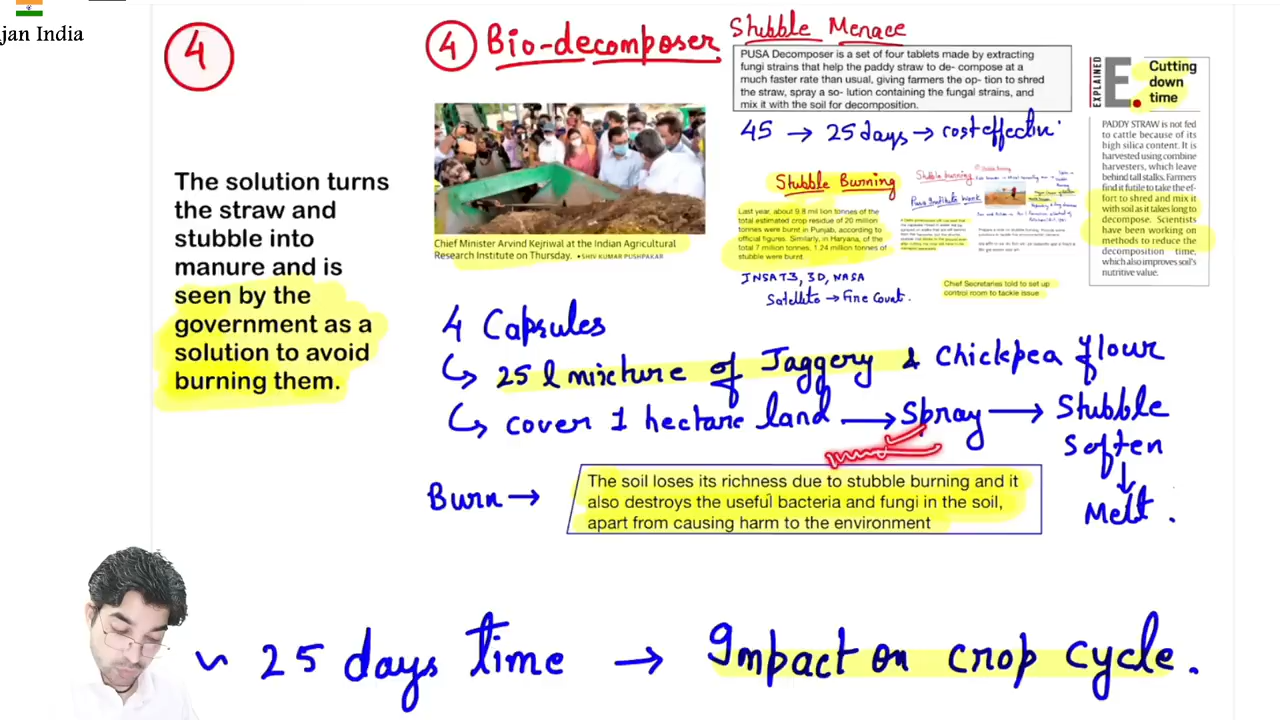 jan India
4
The solution turns
the straw and
stubble into
manure and is
seen by the
government as a
solution to avoid
burning them.
4 Bio-decomposer
Stubble Menace
PUSA Decomposer is a set of four tablets made by extracting
fungi strains that help the paddy straw to de- compose at a
much faster rate than usual, giving farmers the op- tion to shred
the straw, spray a so- lution containing the fungal strains, and
mix it with the soil for decomposition.
45 → 25 days → cost effectiv
EXPLAINED
E.
Cutting
down
time
PADDY STRAW is not fed
to cattle because of its
high silica content. It is
harvested using combine
harvesters, which leave
behind tall stalks. Farmers
find it futile to take the ef-
fort to shred and mix it
with soil as it takes long to
decompose. Scientists
have been working on
methods to reduce the
decomposition time,
which also improves soil's
nutritive value.
Chief Minister Arvind Kejriwal at the Indian Agricultural
Research Institute on Thursday. • SHIV KUMAR PUSHPAKAR
Stubble Burning
Last year, about 9.8 mil lion tonnes of the
total estimated crop residue of 20 million
tonnes were burnt in Punjab, according to
official figures. Similarly, in Haryana, of the
total 7 million tonnes, 1.24 million tonnes of
stubble were burnt
Stubble burning
Pusa Institute Work
INSAT3, 3D, NASA
Satellite → Fire Count.
Chief Secretaries told to set up
control room to tackle issue
4 Capsules
↳ 25 l mixture of Jaggery & Chickpea flour
↳ cover 1 hectare land → Spray → Stubble
Soften
↓
Melt .
Burn →
The soil loses its richness due to stubble burning and it
also destroys the useful bacteria and fungi in the soil,
apart from causing harm to the environment
~ 25 days time → Impact on crop cycle.